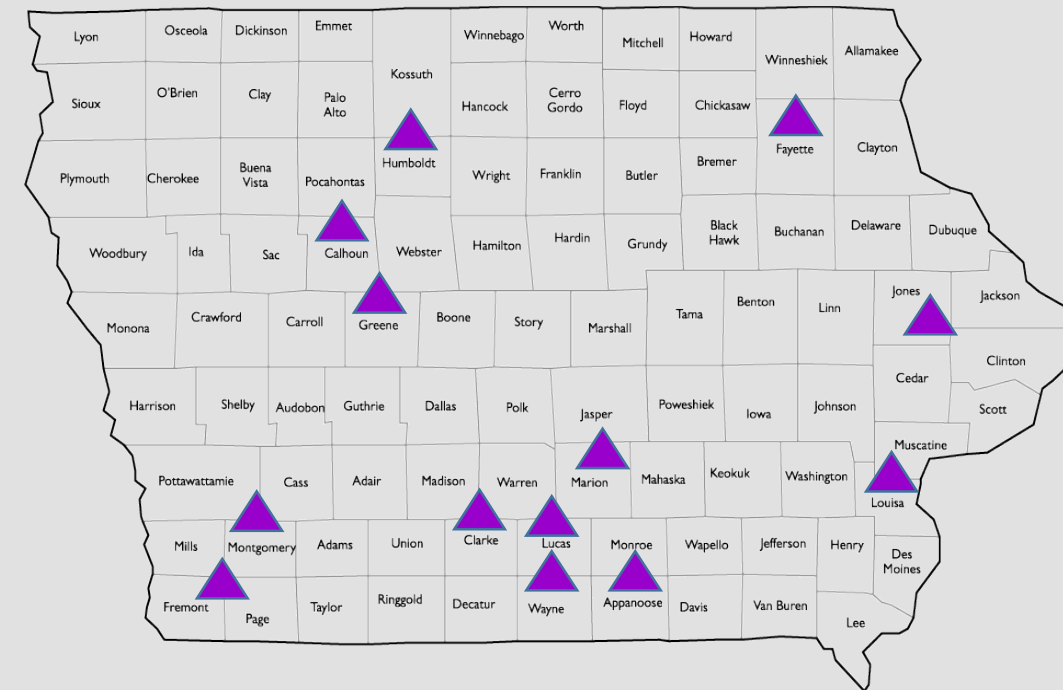 Lyon
Osceola
Dickinson
Emmet
Winnebago
Worth
Mitchell
Howard
Winneshiek
Allamakee
Kossuth
Sioux
O'Brien
Clay
Palo
Alto
Hancock
Cerro
Gordo
Floyd
Chickasaw
Fayette
Clayton
Plymouth
Cherokee
Buena
Vista
Pocahontas
Humboldt
Wright
Franklin
Butler
Bremer
Woodbury
Ida
Sac
Calhoun
Webster
Hamilton
Hardin
Grundy
Black
Hawk
Buchanan
Delaware
Dubuque
Monona
Crawford
Carroll
Greene
Boone
Story
Marshall
Tama
Benton
Linn
Jones
Jackson
Clinton
Cedar
Scott
Harrison
Shelby
Audobon
Guthrie
Dallas
Polk
Jasper
Poweshiek
Iowa
Johnson
Muscatine
Pottawattamie
Cass
Adair
Madison
Warren
Marion
Mahaska
Keokuk
Washington
Louisa
Mills
Montgomery
Adams
Union
Clarke
Lucas
Monroe
Wapello
Jefferson
Henry
Des
Moines
Fremont
Page
Taylor
Ringgold
Decatur
Wayne
Appanoose
Davis
Van Buren
Lee